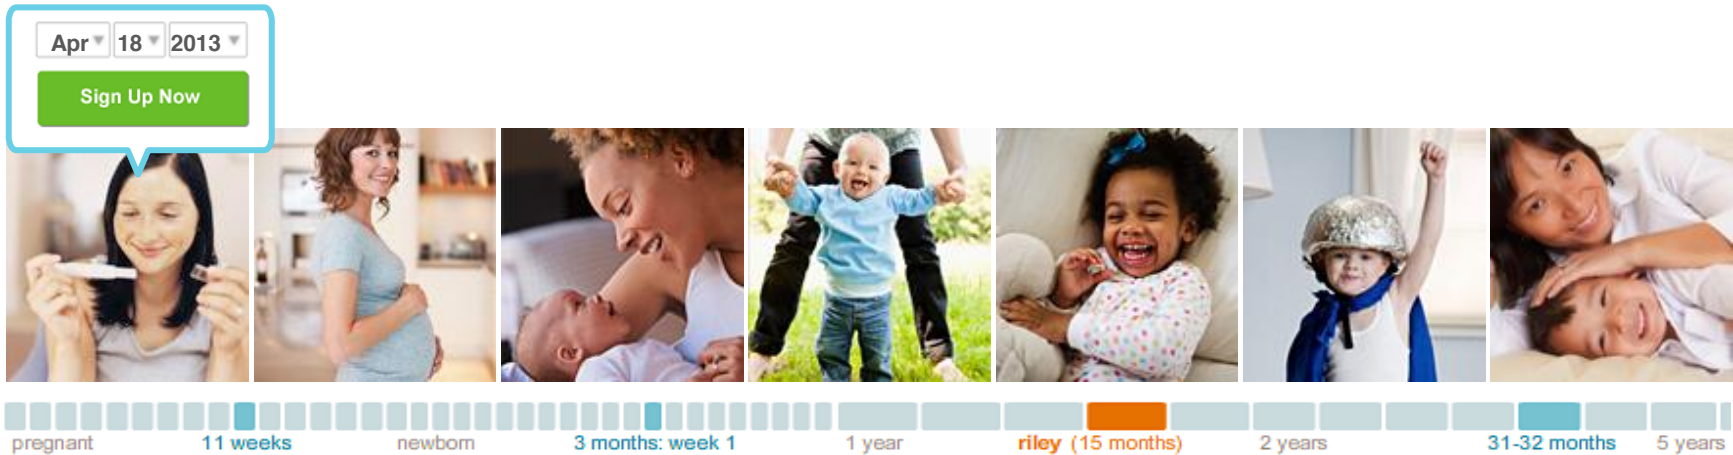 Apr 18 2013
Sign Up Now
pregnant 11 weeks newborn 3 months: week 1 1 year riley (15 months) 2 years 31-32 months 5 years